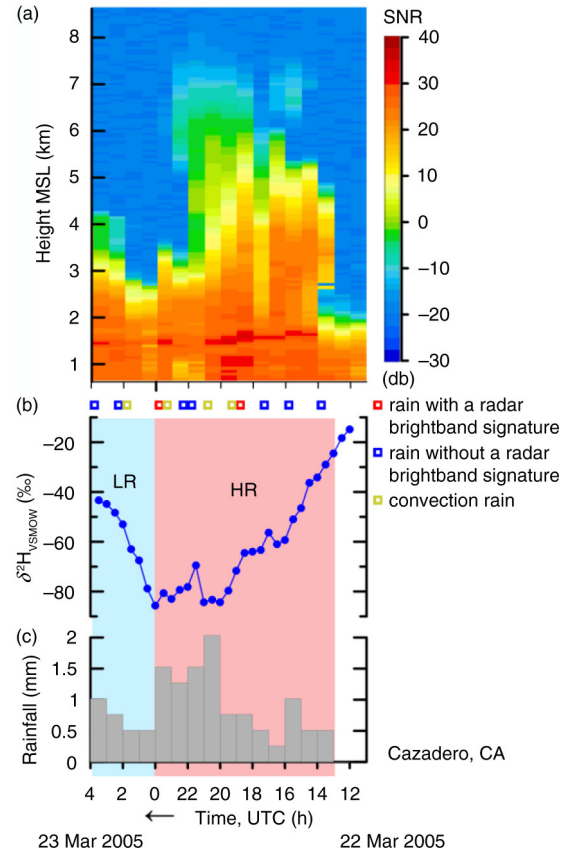 (a)
SNR
8
7
6
5
4
3
2
1
Height MSL (km)
40
30
20
10
−0
−10
−20
−30
(db)
(b)
rain with a radar
brightband signature
rain without a radar
brightband signature
convection rain
−20
−40
−60
−80
δ²H_VSMOW (‰)
LR
HR
(c)
2
1.5
1
0.5
0
Rainfall (mm)
Cazadero, CA
4 2 0 22 20 18 16 14 12
← Time, UTC (h)
23 Mar 2005 22 Mar 2005